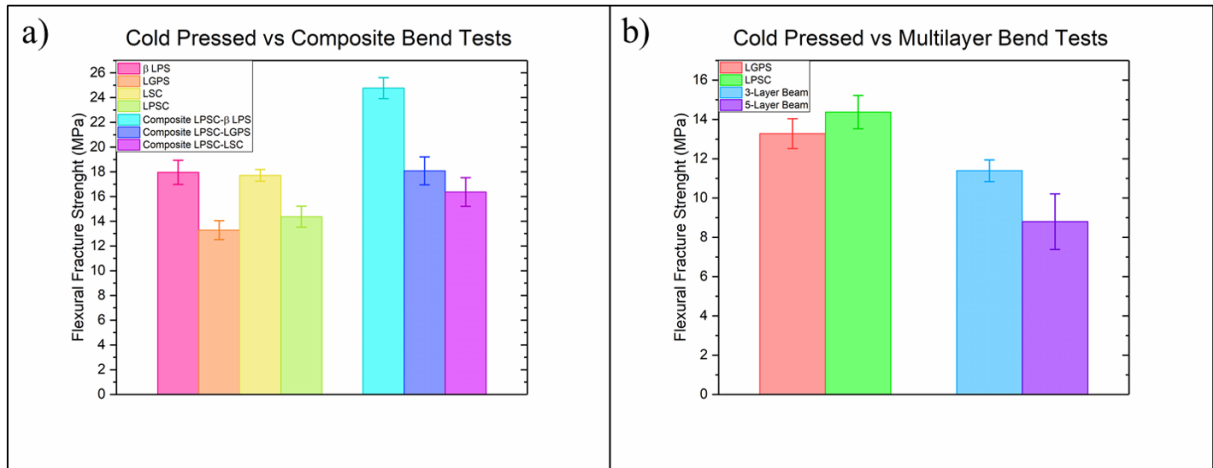 a)
Cold Pressed vs Composite Bend Tests
Flexural Fracture Strenght (MPa)
26
24
22
20
18
16
14
12
10
8
6
4
2
0
β LPS
LGPS
LSC
LPSC
Composite LPSC-β LPS
Composite LPSC-LGPS
Composite LPSC-LSC
b)
Cold Pressed vs Multilayer Bend Tests
Flexural Fracture Strenght (MPa)
16
14
12
10
8
6
4
2
0
LGPS
LPSC
3-Layer Beam
5-Layer Beam